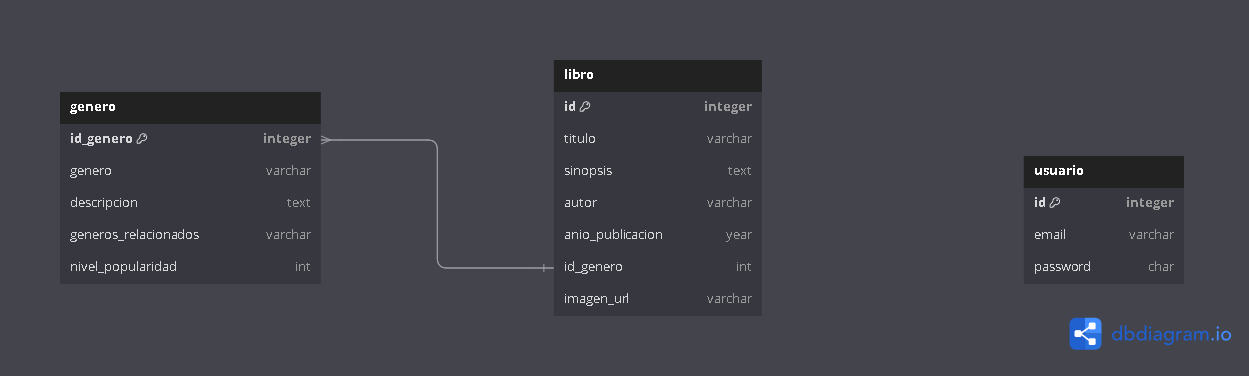 genero
id_genero integer
genero varchar
descripcion text
generos_relacionados varchar
nivel_popularidad int
libro
id integer
titulo varchar
sinopsis text
autor varchar
anio_publicacion year
id_genero int
imagen_url varchar
usuario
id integer
email varchar
password char
dbdiagram.io